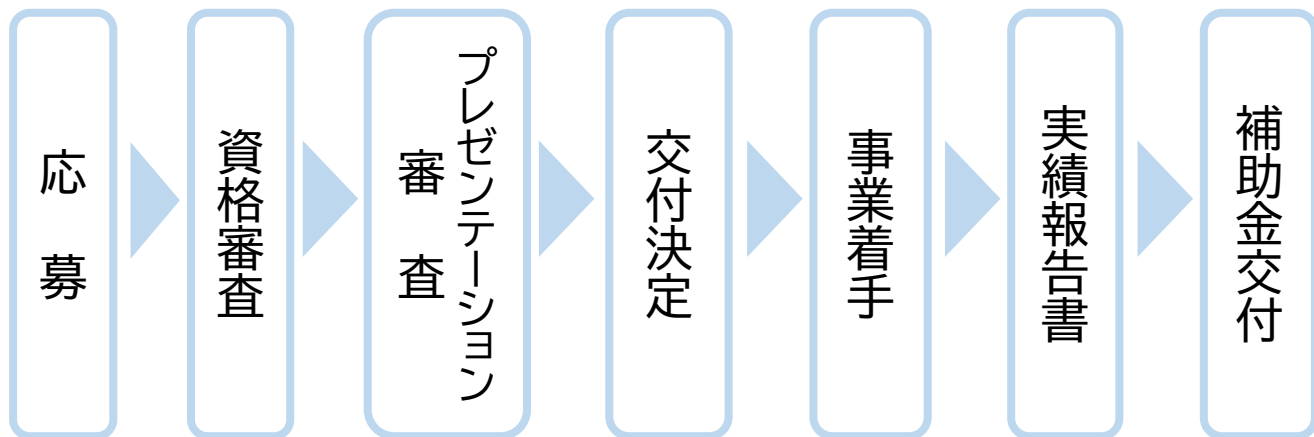 応募
資格審査
プレゼンテーション
審査
交付決定
事業着手
実績報告書
補助金交付